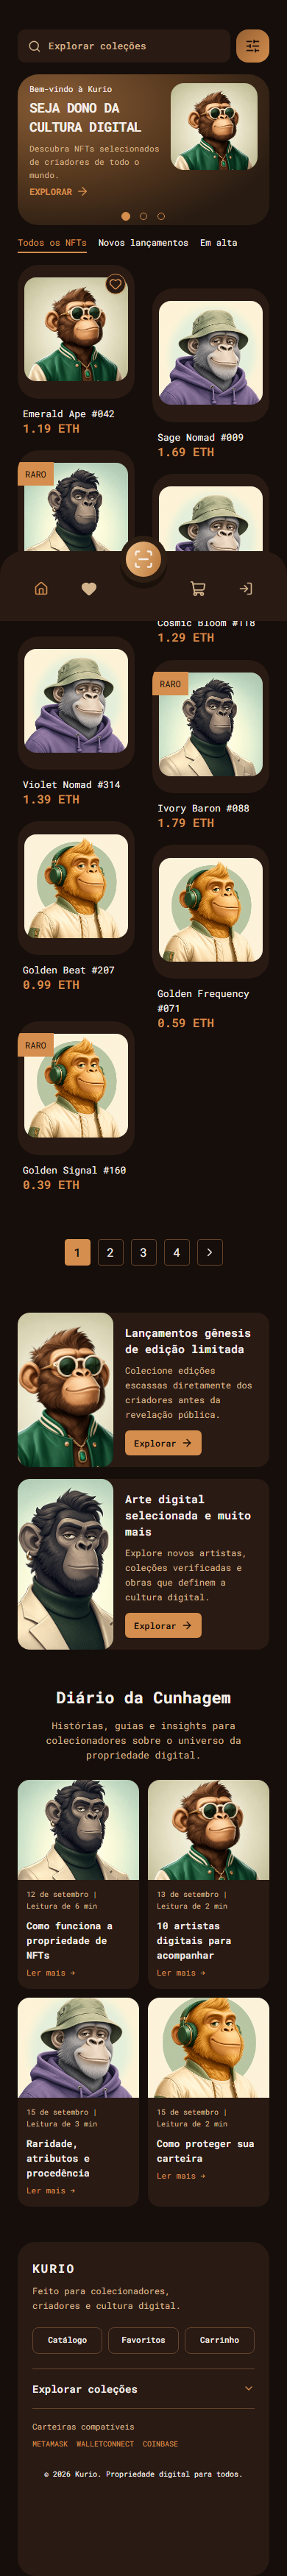 Explorar coleções
Bem-vindo à Kurio
SEJA DONO DA
CULTURA DIGITAL
Descubra NFTs selecionados
de criadores de todo o
mundo.
EXPLORAR →
Todos os NFTs Novos lançamentos Em alta
Emerald Ape #042
1.19 ETH
Sage Nomad #009
1.69 ETH
RARO
Cosmic Bloom #118
1.29 ETH
Violet Nomad #314
1.39 ETH
RARO
Ivory Baron #088
1.79 ETH
Golden Beat #207
0.99 ETH
Golden Frequency
#071
0.59 ETH
RARO
Golden Signal #160
0.39 ETH
1 2 3 4 >
Lançamentos gênesis
de edição limitada
Colecione edições
escassas diretamente dos
criadores antes da
revelação pública.
Explorar →
Arte digital
selecionada e muito
mais
Explore novos artistas,
coleções verificadas e
obras que definem a
cultura digital.
Explorar →
Diário da Cunhagem
Histórias, guias e insights para
colecionadores sobre o universo da
propriedade digital.
12 de setembro |
Leitura de 6 min
Como funciona a
propriedade de
NFTs
Ler mais →
13 de setembro |
Leitura de 2 min
10 artistas
digitais para
acompanhar
Ler mais →
15 de setembro |
Leitura de 3 min
Raridade,
atributos e
procedência
Ler mais →
15 de setembro |
Leitura de 2 min
Como proteger sua
carteira
Ler mais →
KURIO
Feito para colecionadores,
criadores e cultura digital.
Catálogo Favoritos Carrinho
Explorar coleções
Carteiras compatíveis
METAMASK WALLETCONNECT COINBASE
© 2026 Kurio. Propriedade digital para todos.